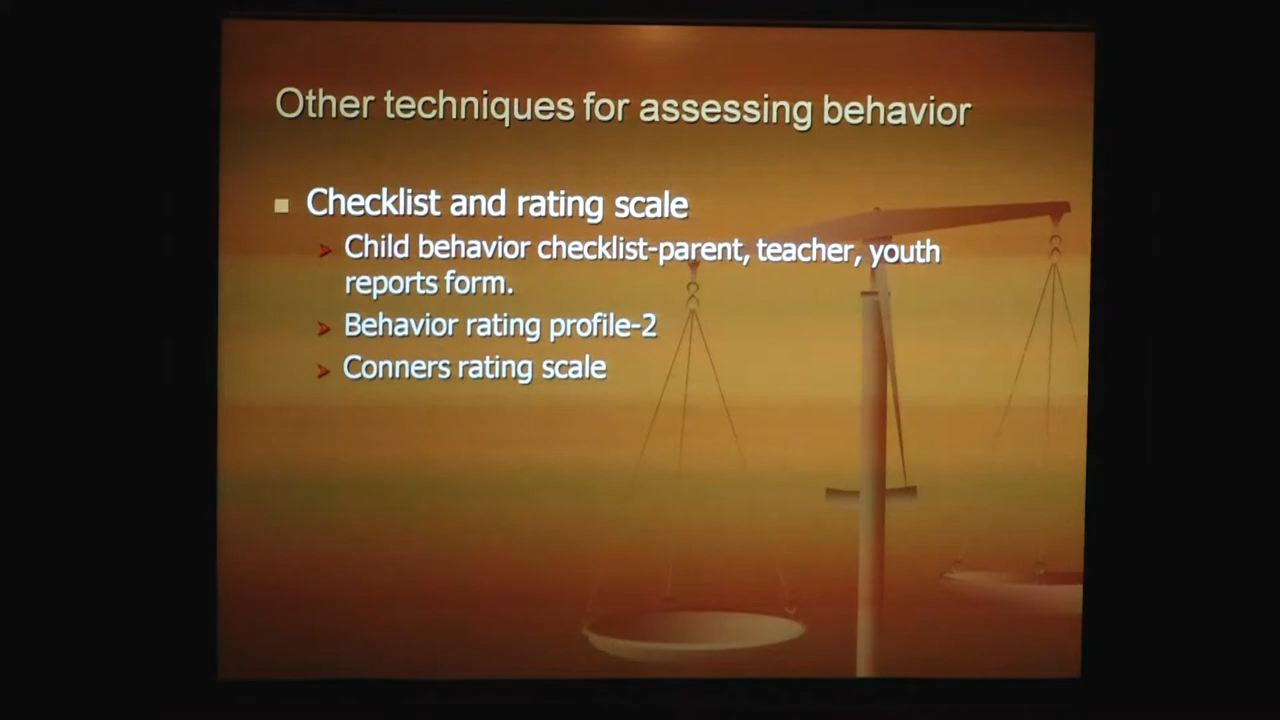 Other techniques for assessing behavior
Checklist and rating scale
Child behavior checklist-parent, teacher, youth
reports form.
Behavior rating profile-2
Conners rating scale